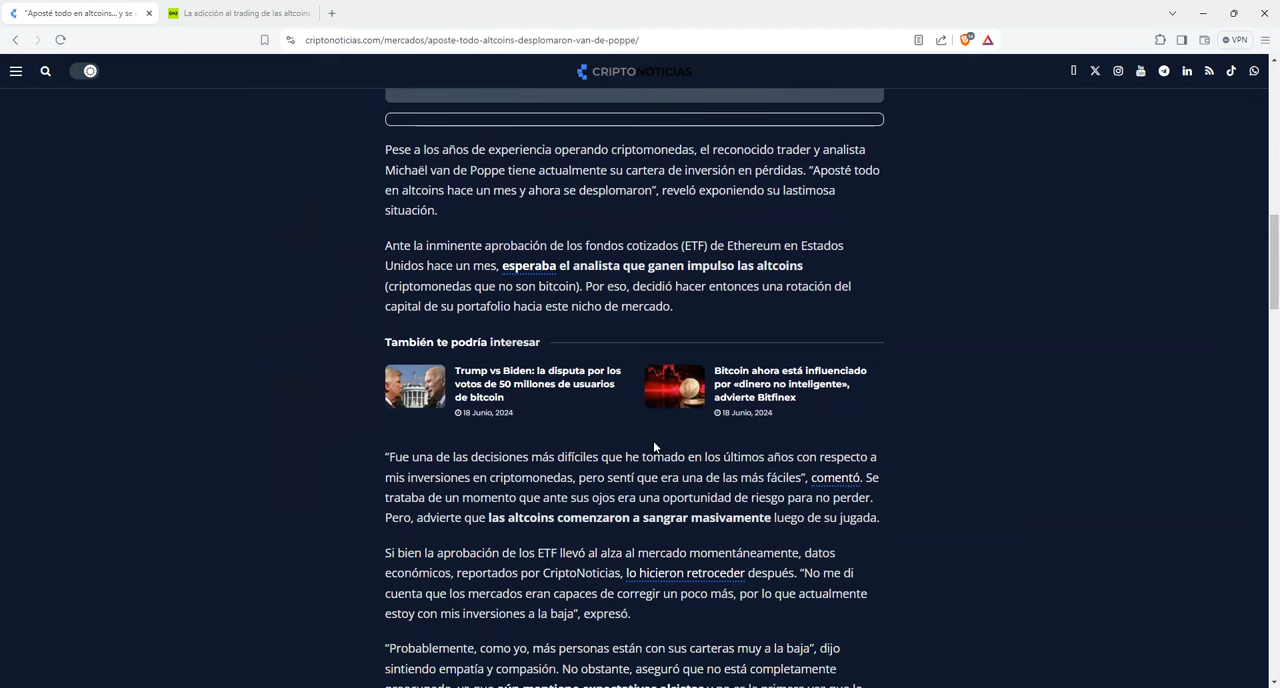 "Aposté todo en altcoins... y se
La adicción al trading de las altcoins
criptonoticias.com/mercados/aposte-todo-altcoins-desplomaron-van-de-poppe/
VPN
CRIPTONOTICIAS
Pese a los años de experiencia operando criptomonedas, el reconocido trader y analista
Michaël van de Poppe tiene actualmente su cartera de inversión en pérdidas. “Aposté todo
en altcoins hace un mes y ahora se desplomaron”, reveló exponiendo su lastimosa
situación.
Ante la inminente aprobación de los fondos cotizados (ETF) de Ethereum en Estados
Unidos hace un mes, esperaba el analista que ganen impulso las altcoins
(criptomonedas que no son bitcoin). Por eso, decidió hacer entonces una rotación del
capital de su portafolio hacia este nicho de mercado.
También te podría interesar
Trump vs Biden: la disputa por los
votos de 50 millones de usuarios
de bitcoin
18 Junio, 2024
Bitcoin ahora está influenciado
por «dinero no inteligente»,
advierte Bitfinex
18 Junio, 2024
“Fue una de las decisiones más difíciles que he tomado en los últimos años con respecto a
mis inversiones en criptomonedas, pero sentí que era una de las más fáciles”, comentó. Se
trataba de un momento que ante sus ojos era una oportunidad de riesgo para no perder.
Pero, advierte que las altcoins comenzaron a sangrar masivamente luego de su jugada.
Si bien la aprobación de los ETF llevó al alza al mercado momentáneamente, datos
económicos, reportados por CriptoNoticias, lo hicieron retroceder después. “No me di
cuenta que los mercados eran capaces de corregir un poco más, por lo que actualmente
estoy con mis inversiones a la baja”, expresó.
“Probablemente, como yo, más personas están con sus carteras muy a la baja”, dijo
sintiendo empatía y compasión. No obstante, aseguró que no está completamente